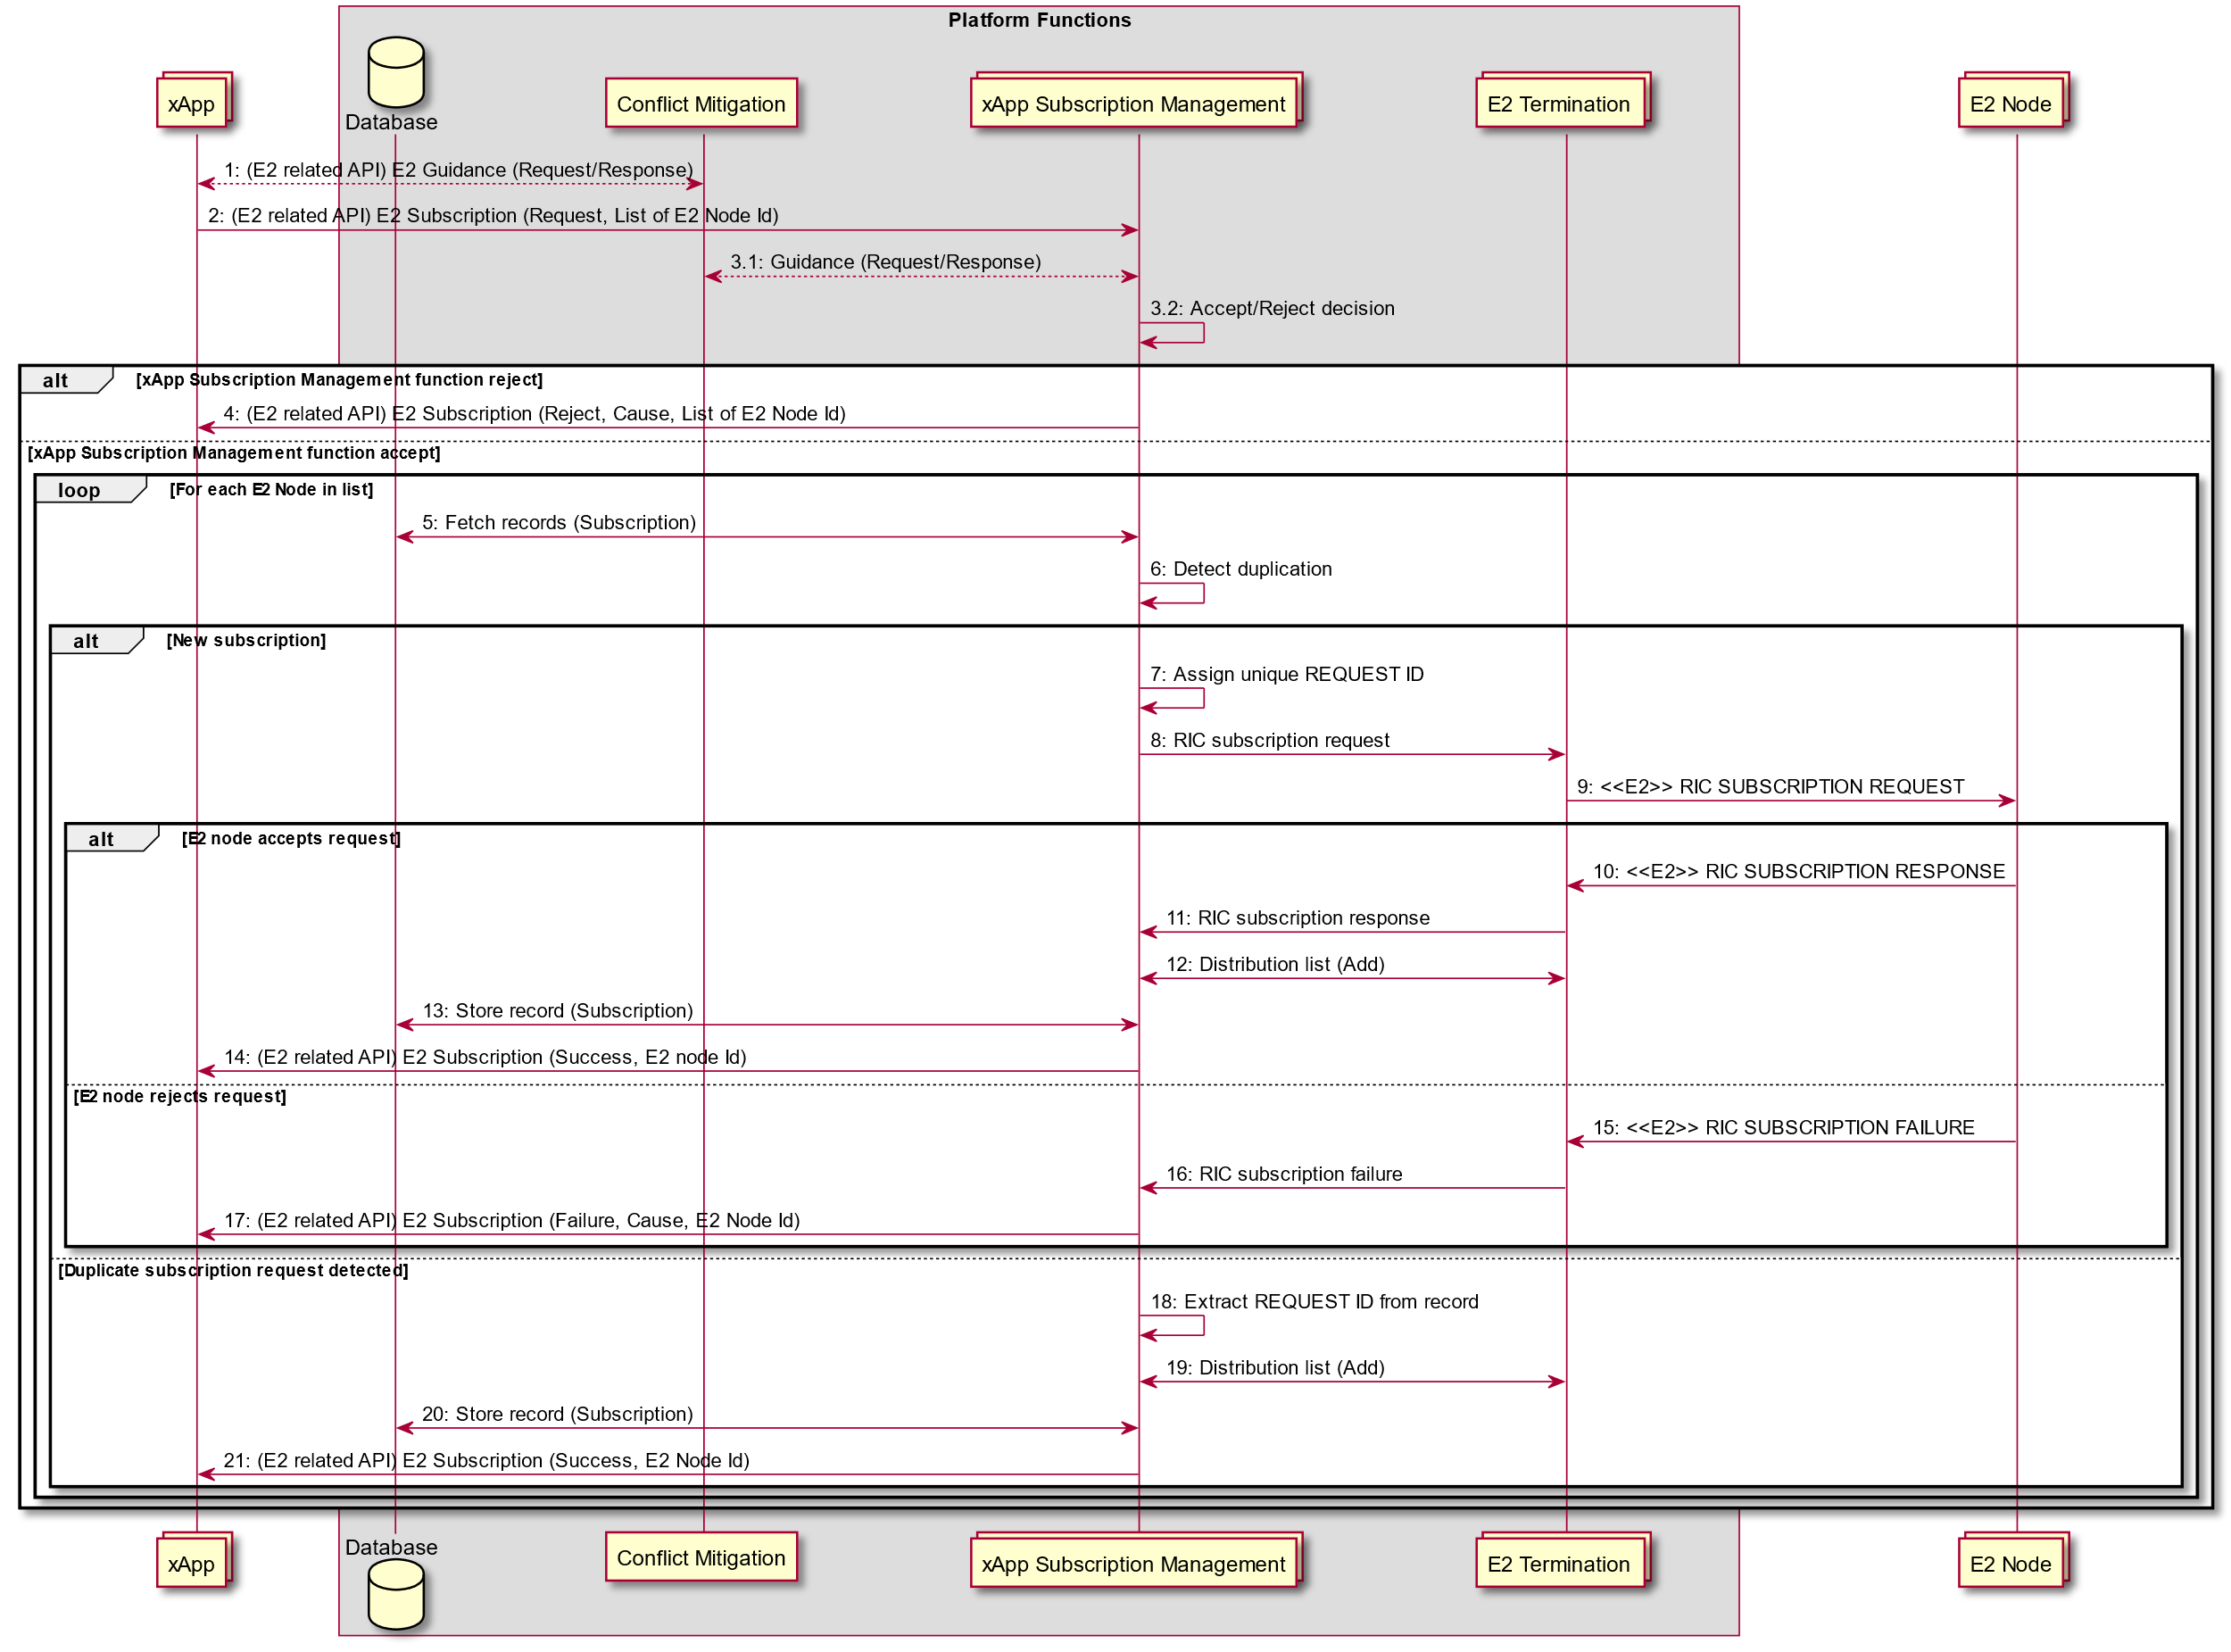 Platform Functions
xApp
Database
Conflict Mitigation
xApp Subscription Management
E2 Termination
E2 Node
1: (E2 related API) E2 Guidance (Request/Response)
2: (E2 related API) E2 Subscription (Request, List of E2 Node Id)
3.1: Guidance (Request/Response)
3.2: Accept/Reject decision
alt [xApp Subscription Management function reject]
4: (E2 related API) E2 Subscription (Reject, Cause, List of E2 Node Id)
[xApp Subscription Management function accept]
loop [For each E2 Node in list]
5: Fetch records (Subscription)
6: Detect duplication
alt [New subscription]
7: Assign unique REQUEST ID
8: RIC subscription request
9: <<E2>> RIC SUBSCRIPTION REQUEST
alt [E2 node accepts request]
10: <<E2>> RIC SUBSCRIPTION RESPONSE
11: RIC subscription response
12: Distribution list (Add)
13: Store record (Subscription)
14: (E2 related API) E2 Subscription (Success, E2 node Id)
[E2 node rejects request]
15: <<E2>> RIC SUBSCRIPTION FAILURE
16: RIC subscription failure
17: (E2 related API) E2 Subscription (Failure, Cause, E2 Node Id)
[Duplicate subscription request detected]
18: Extract REQUEST ID from record
19: Distribution list (Add)
20: Store record (Subscription)
21: (E2 related API) E2 Subscription (Success, E2 Node Id)
xApp
Database
Conflict Mitigation
xApp Subscription Management
E2 Termination
E2 Node